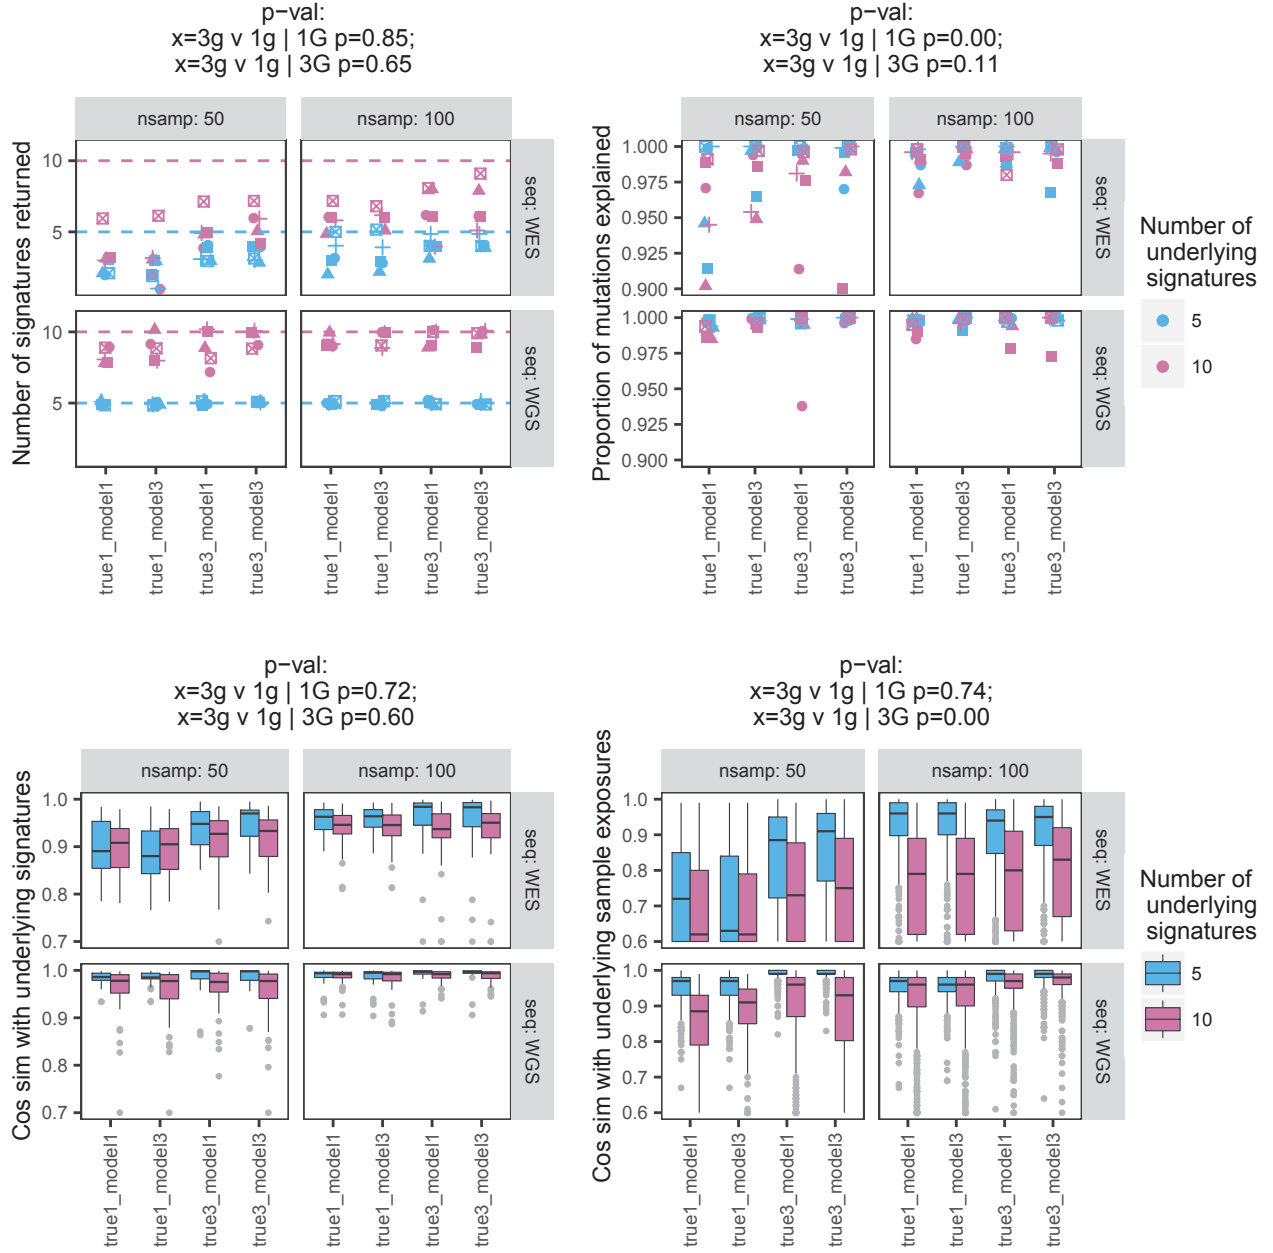 p-val:
x=3g v 1g | 1G p=0.85;
x=3g v 1g | 3G p=0.65
nsamp: 50
nsamp: 100
Number of signatures returned
10
5
10
5
seq: WES
seq: WGS
true1_model1
true1_model3
true3_model1
true3_model3
true1_model1
true1_model3
true3_model1
true3_model3
p-val:
x=3g v 1g | 1G p=0.00;
x=3g v 1g | 3G p=0.11
nsamp: 50
nsamp: 100
Proportion of mutations explained
1.000
0.975
0.950
0.925
0.900
1.000
0.975
0.950
0.925
0.900
seq: WES
seq: WGS
true1_model1
true1_model3
true3_model1
true3_model3
true1_model1
true1_model3
true3_model1
true3_model3
Number of
underlying
signatures
5
10
p-val:
x=3g v 1g | 1G p=0.72;
x=3g v 1g | 3G p=0.60
nsamp: 50
nsamp: 100
Cos sim with underlying signatures
1.0
0.9
0.8
0.7
1.0
0.9
0.8
0.7
seq: WES
seq: WGS
true1_model1
true1_model3
true3_model1
true3_model3
true1_model1
true1_model3
true3_model1
true3_model3
p-val:
x=3g v 1g | 1G p=0.74;
x=3g v 1g | 3G p=0.00
nsamp: 50
nsamp: 100
Cos sim with underlying sample exposures
1.0
0.9
0.8
0.7
0.6
1.0
0.9
0.8
0.7
0.6
seq: WES
seq: WGS
true1_model1
true1_model3
true3_model1
true3_model3
true1_model1
true1_model3
true3_model1
true3_model3
Number of
underlying
signatures
5
10